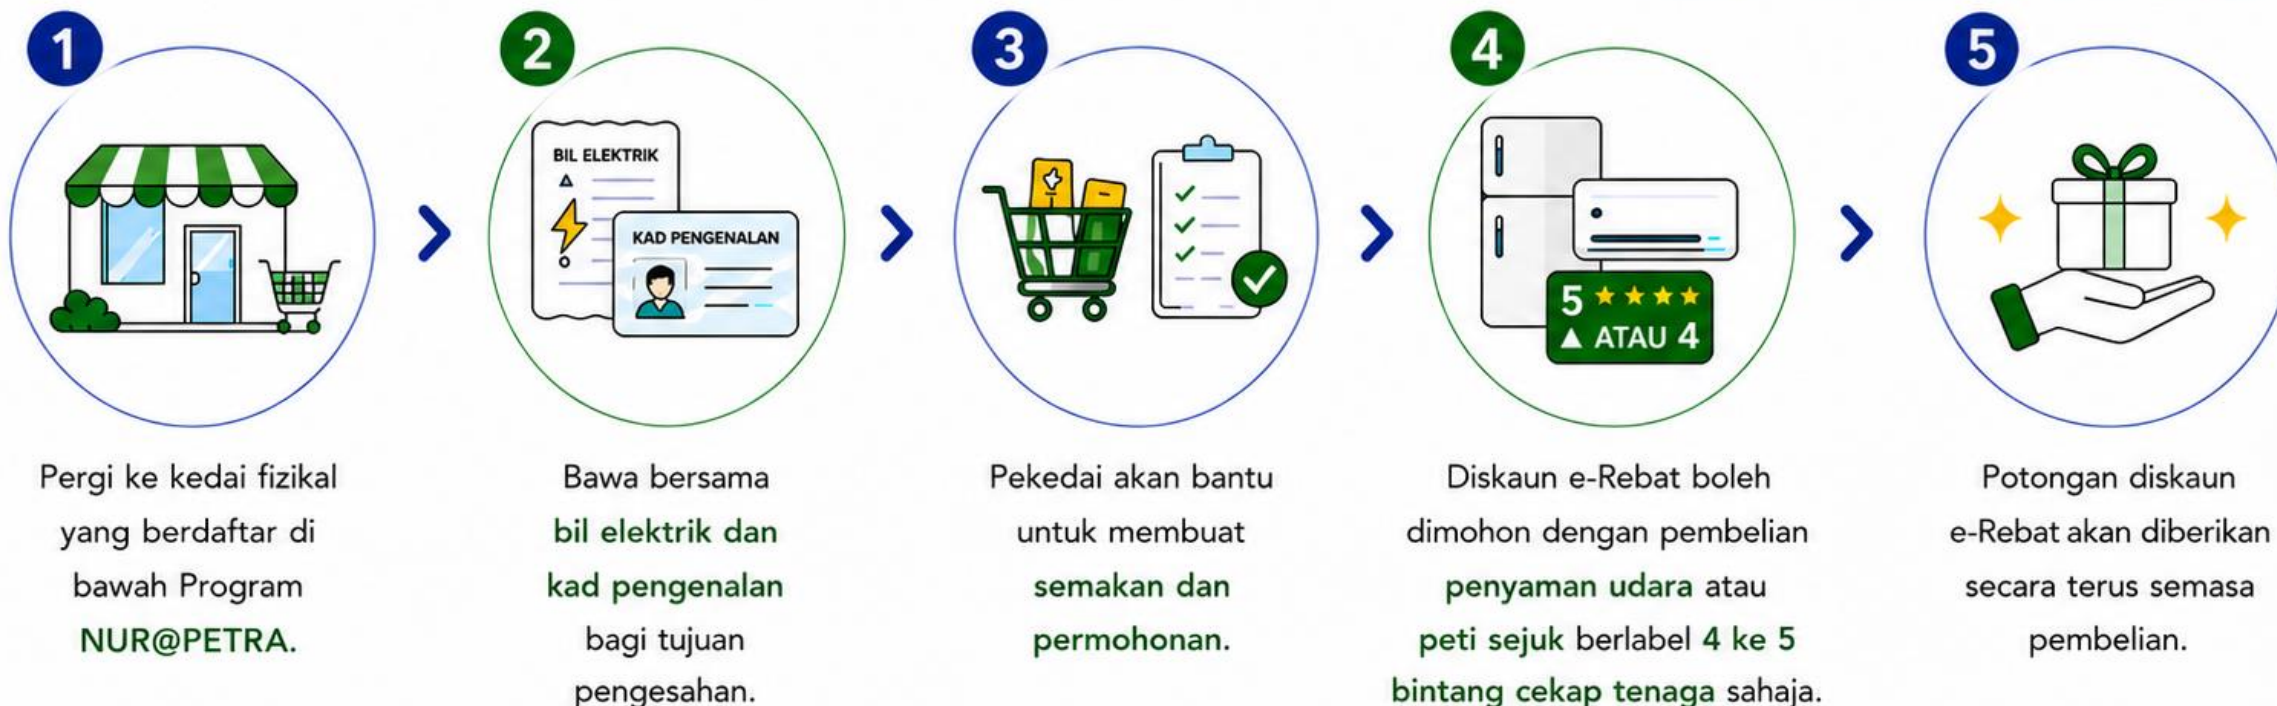 1
2
3
4
5
BIL ELEKTRIK
KAD PENGENALAN
5 ★★★★
▲ ATAU 4
Pergi ke kedai fizikal
yang berdaftar di
bawah Program
NUR@PETRA.
Bawa bersama
bil elektrik dan
kad pengenalan
bagi tujuan
pengesahan.
Pekedai akan bantu
untuk membuat
semakan dan
permohonan.
Diskaun e-Rebat boleh
dimohon dengan pembelian
penyaman udara atau
peti sejuk berlabel 4 ke 5
bintang cekap tenaga sahaja.
Potongan diskaun
e-Rebat akan diberikan
secara terus semasa
pembelian.